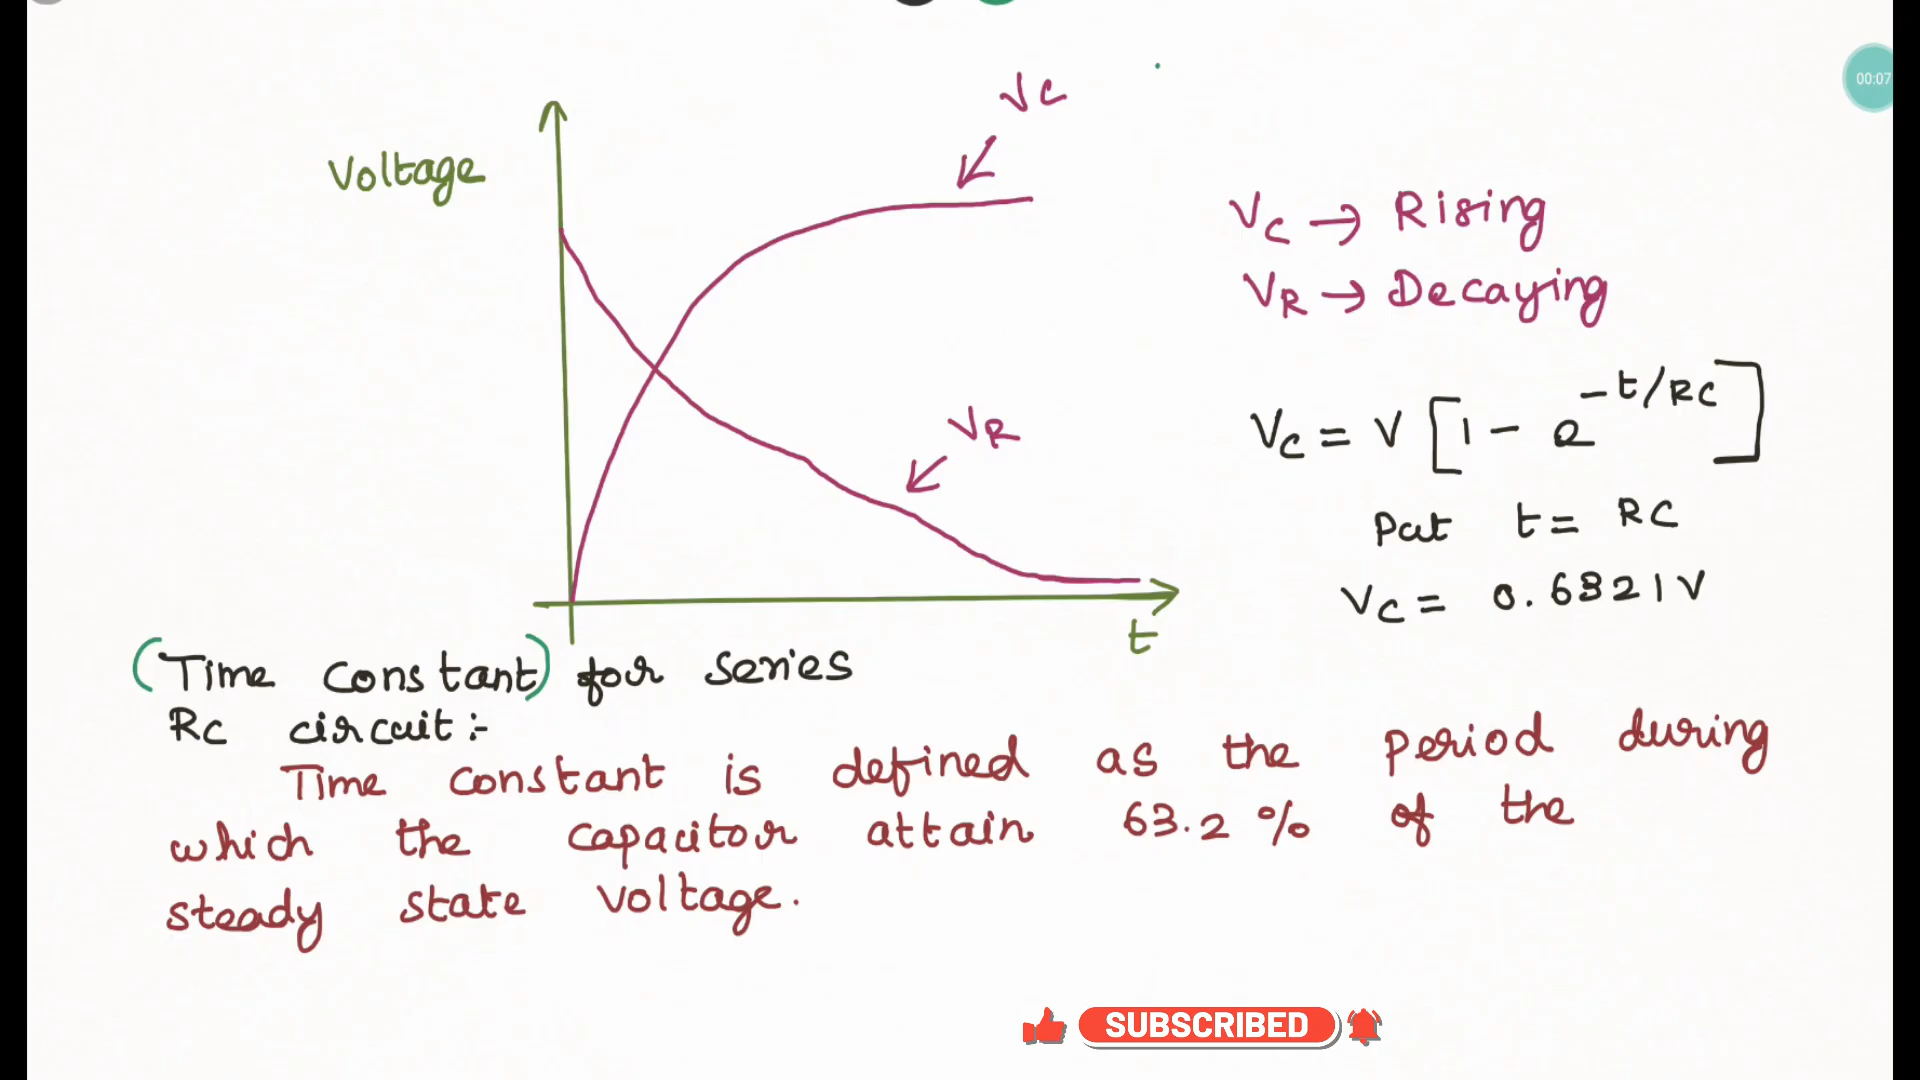 00:07
VC
Voltage
VC → Rising
VR → Decaying
VC = V [1 - e^-t/RC]
VR
Put t = RC
VC = 0.6321V
t
(Time constant) for series
RC circuit :-
Time constant is defined as the period during
which the capacitor attain 63.2 % of the
steady state voltage.
SUBSCRIBED